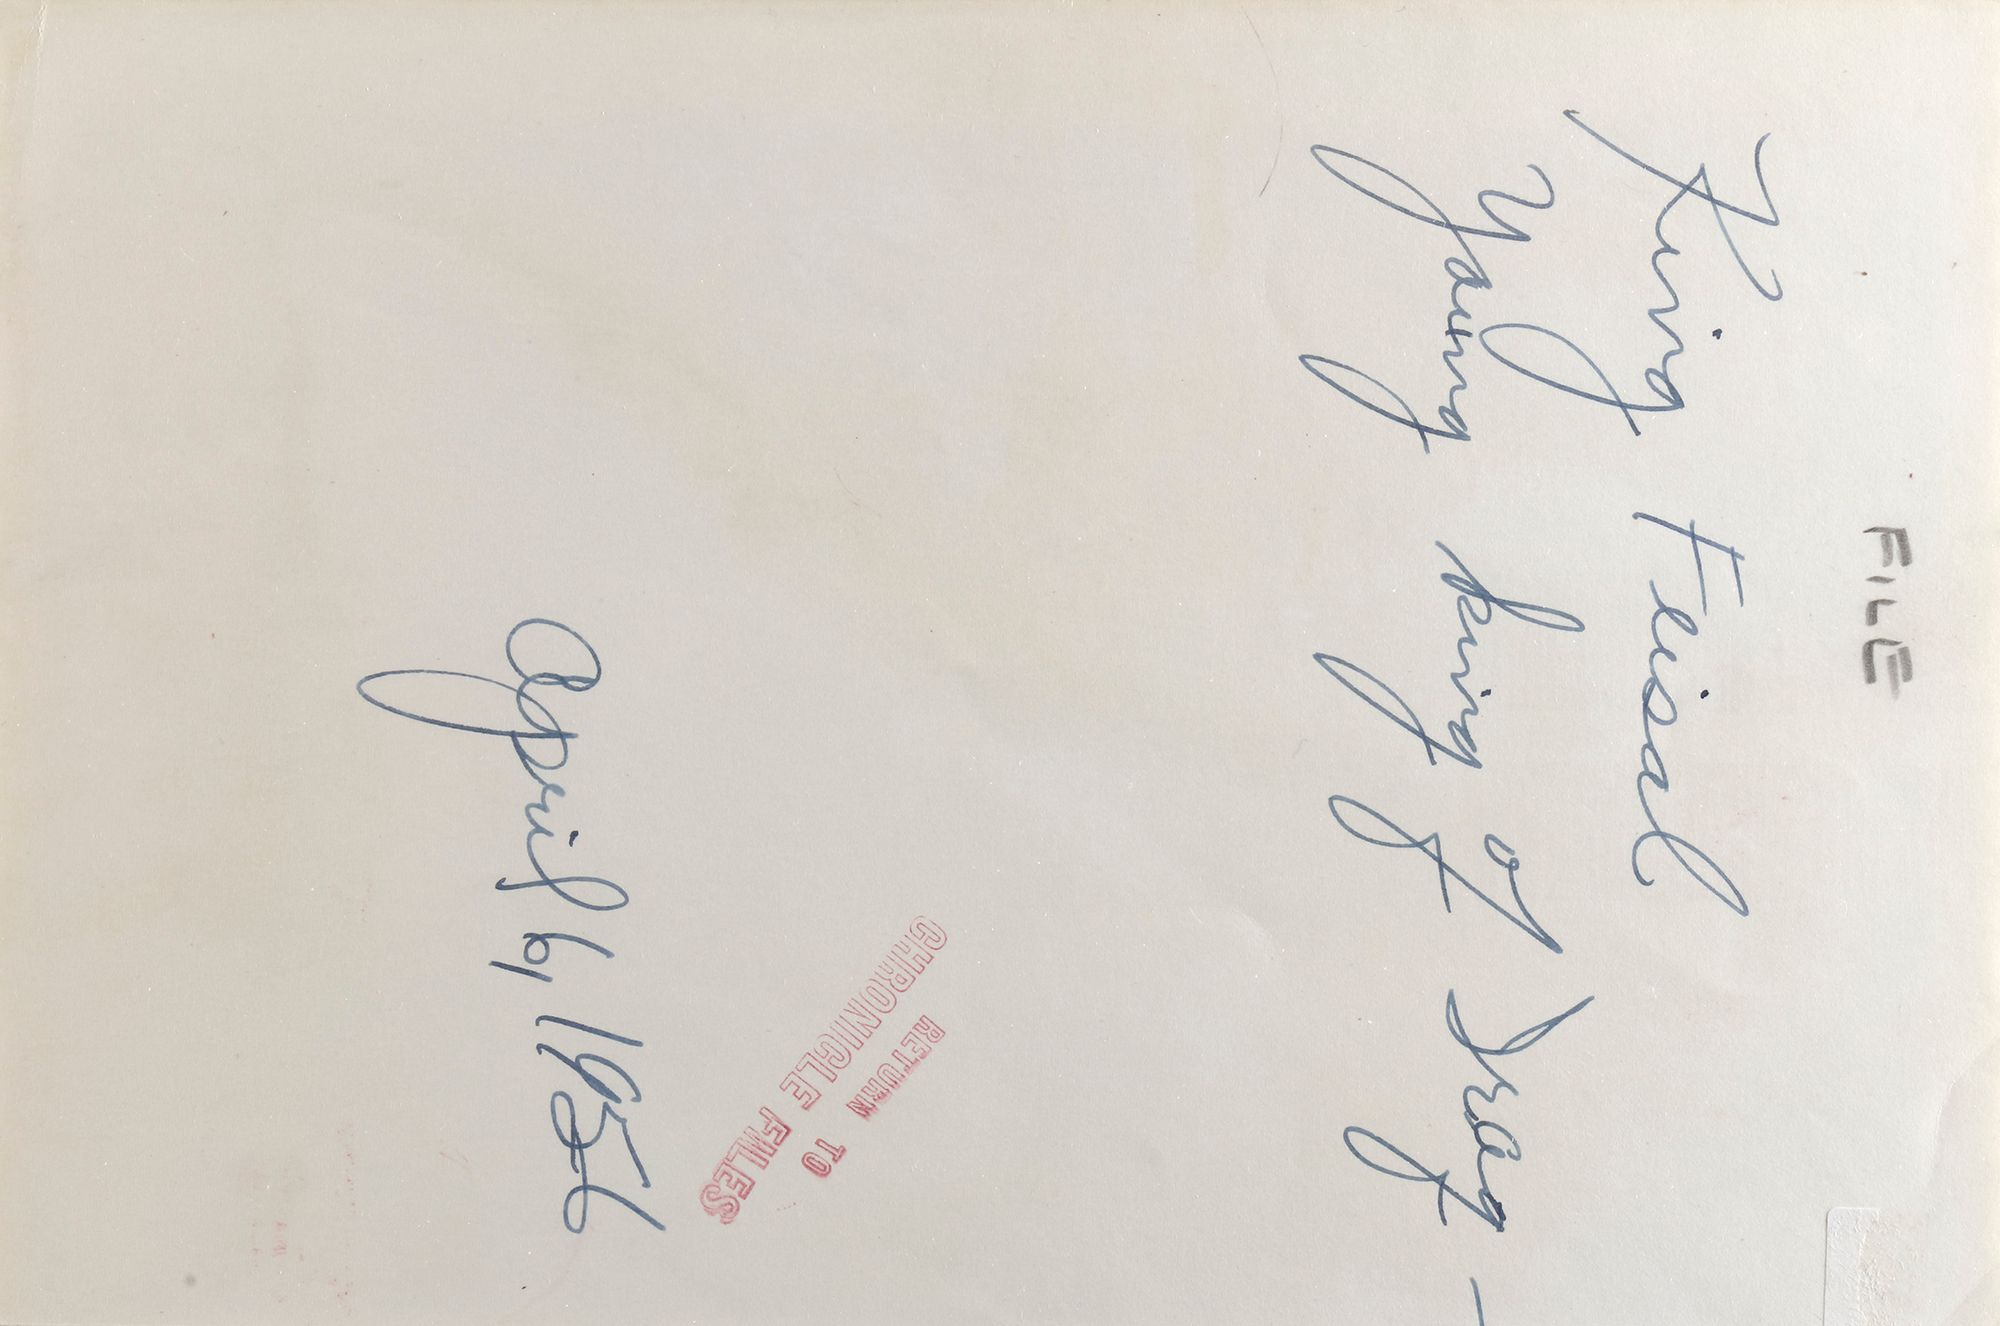 FILE
King Feisal
Young king of Iraq -
RETURN TO
CHRONICLE FILES
April 6, 1956